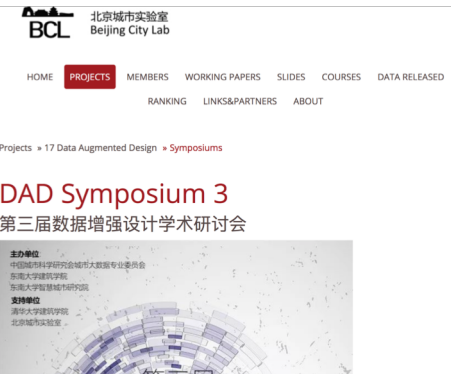 北京城市实验室
BCL Beijing City Lab
HOME PROJECTS MEMBERS WORKING PAPERS SLIDES COURSES DATA RELEASED
RANKING LINKS&PARTNERS ABOUT
Projects » 17 Data Augmented Design » Symposiums
DAD Symposium 3
第三届数据增强设计学术研讨会
主办单位
中国城市科学研究会城市大数据专业委员会
东南大学建筑学院
东南大学智慧城市研究院
支持单位
清华大学建筑学院
北京城市实验室